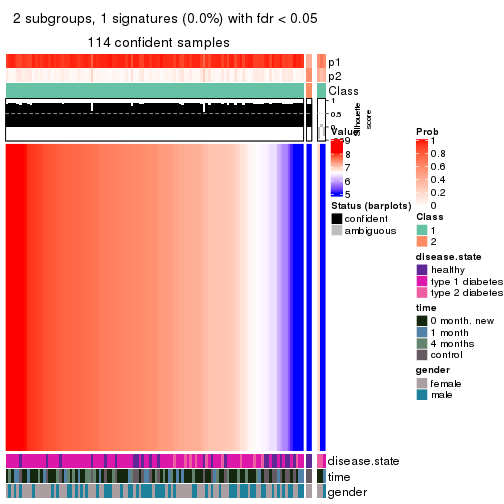 2 subgroups, 1 signatures (0.0%) with fdr < 0.05
114 confident samples
p1
p2
Class
1
0.5
0
Silhouette
score
Value
9
8
7
6
5
Status (barplots)
confident
ambiguous
Prob
1
0.8
0.6
0.4
0.2
0
Class
1
2
disease.state
healthy
type 1 diabetes
type 2 diabetes
time
0 month. new
1 month
4 months
control
gender
female
male
disease.state
time
gender